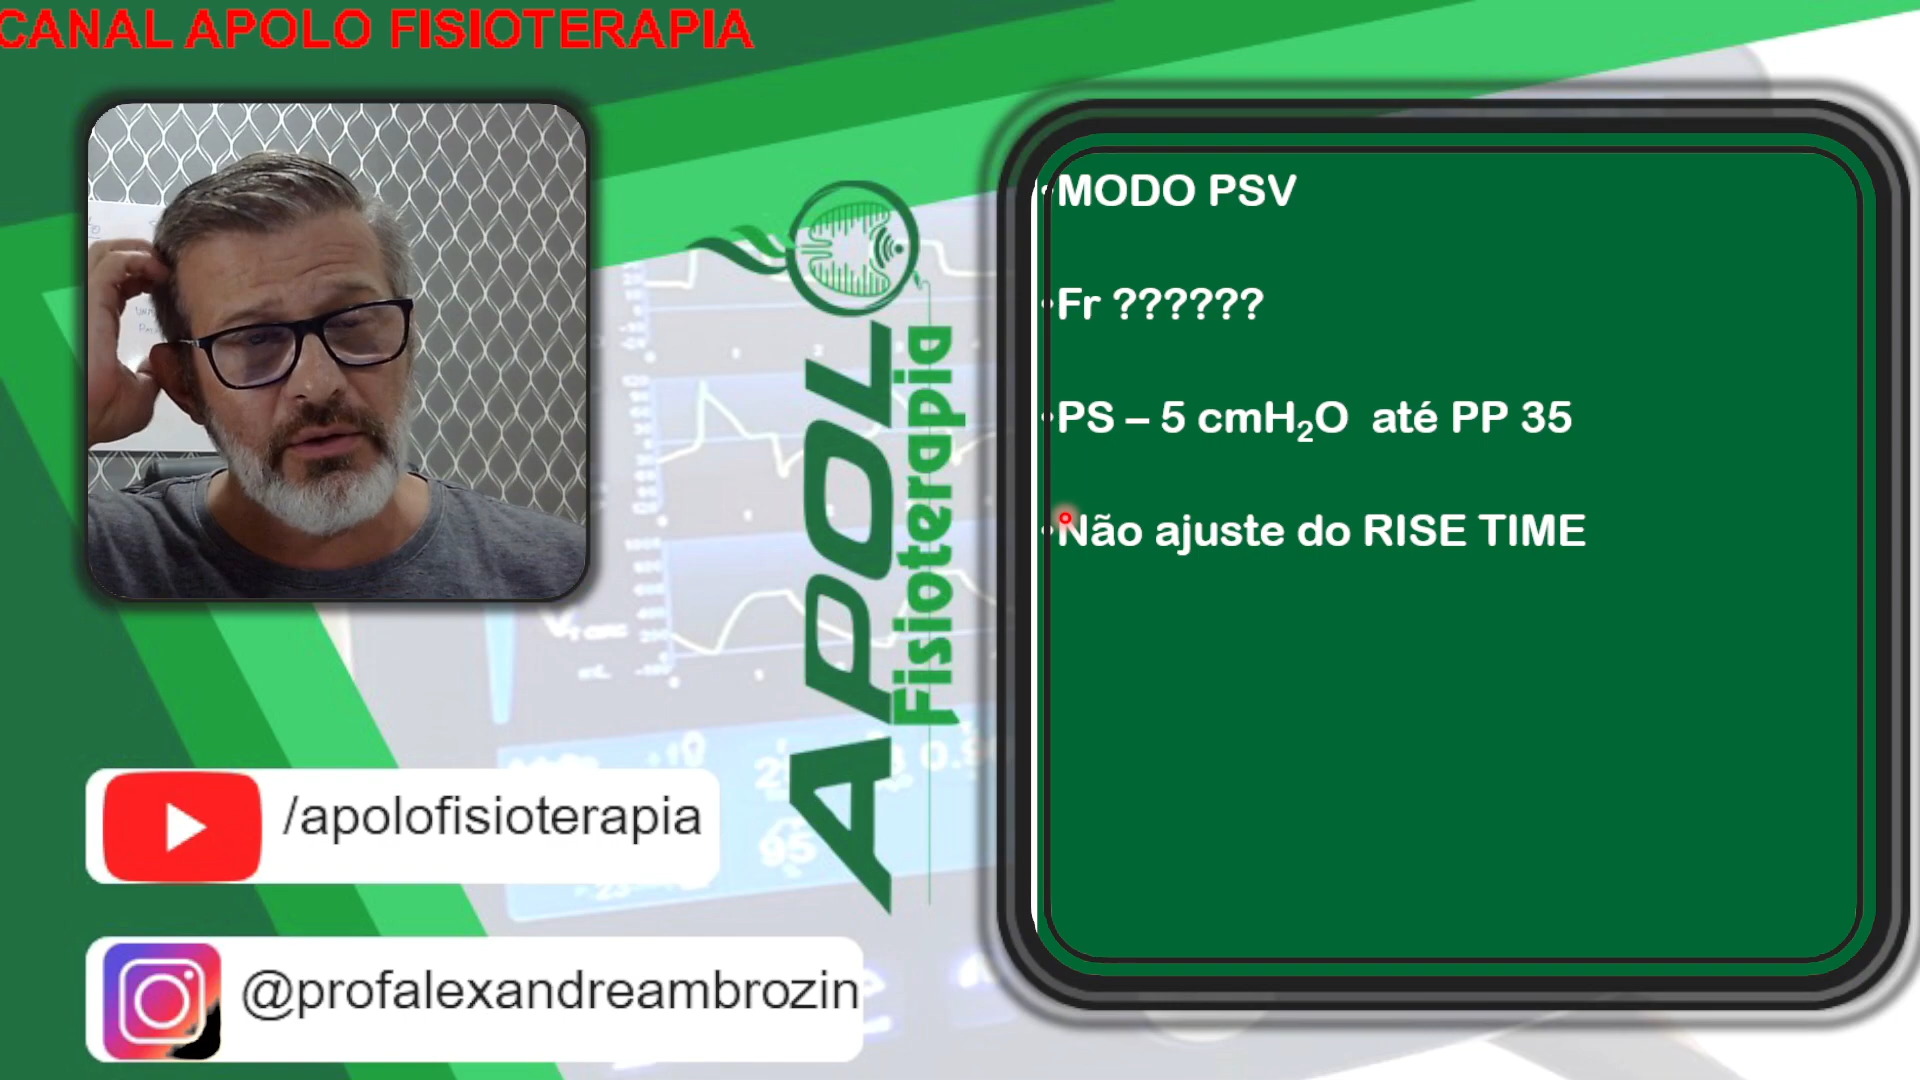 CANAL APOLO FISIOTERAPIA
•MODO PSV
•Fr ??????
•PS – 5 cmH₂O até PP 35
•Não ajuste do RISE TIME
APOLO
Fisioterapia
/apolofisioterapia
@profalexandreambrozin